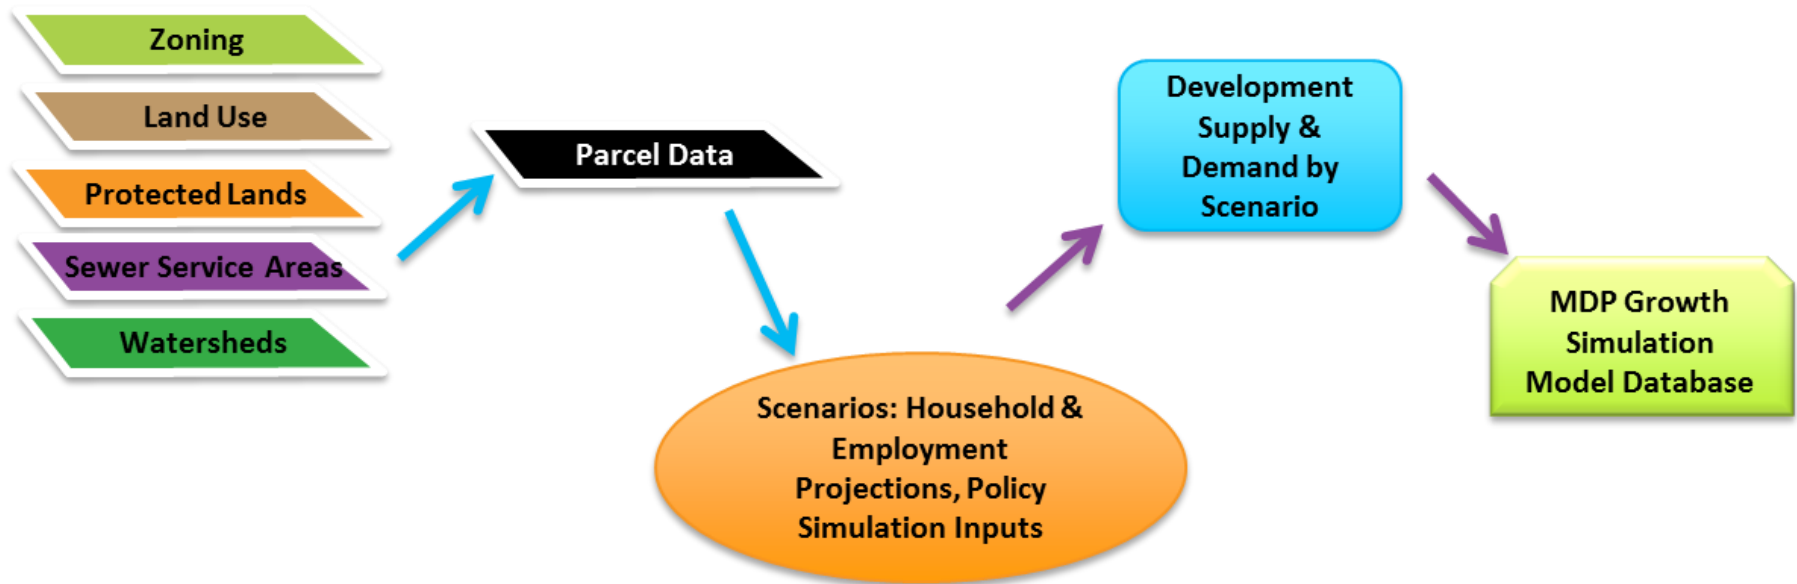 Zoning
Land Use
Protected Lands
Sewer Service Areas
Watersheds
Parcel Data
Scenarios: Household &
Employment
Projections, Policy
Simulation Inputs
Development
Supply &
Demand by
Scenario
MDP Growth
Simulation
Model Database